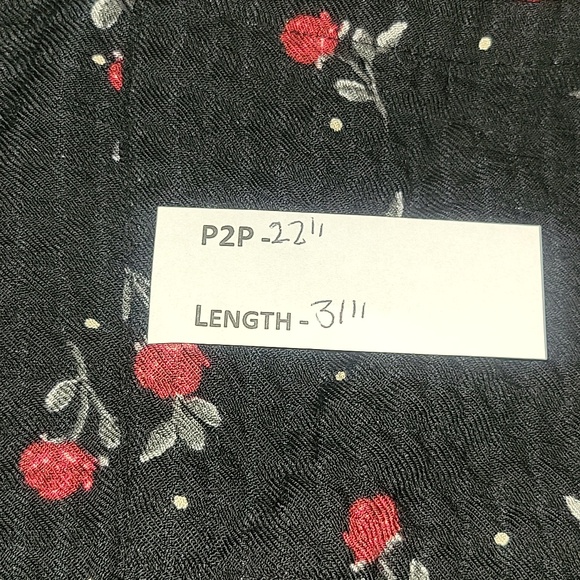 P2P -22"
LENGTH - 31"